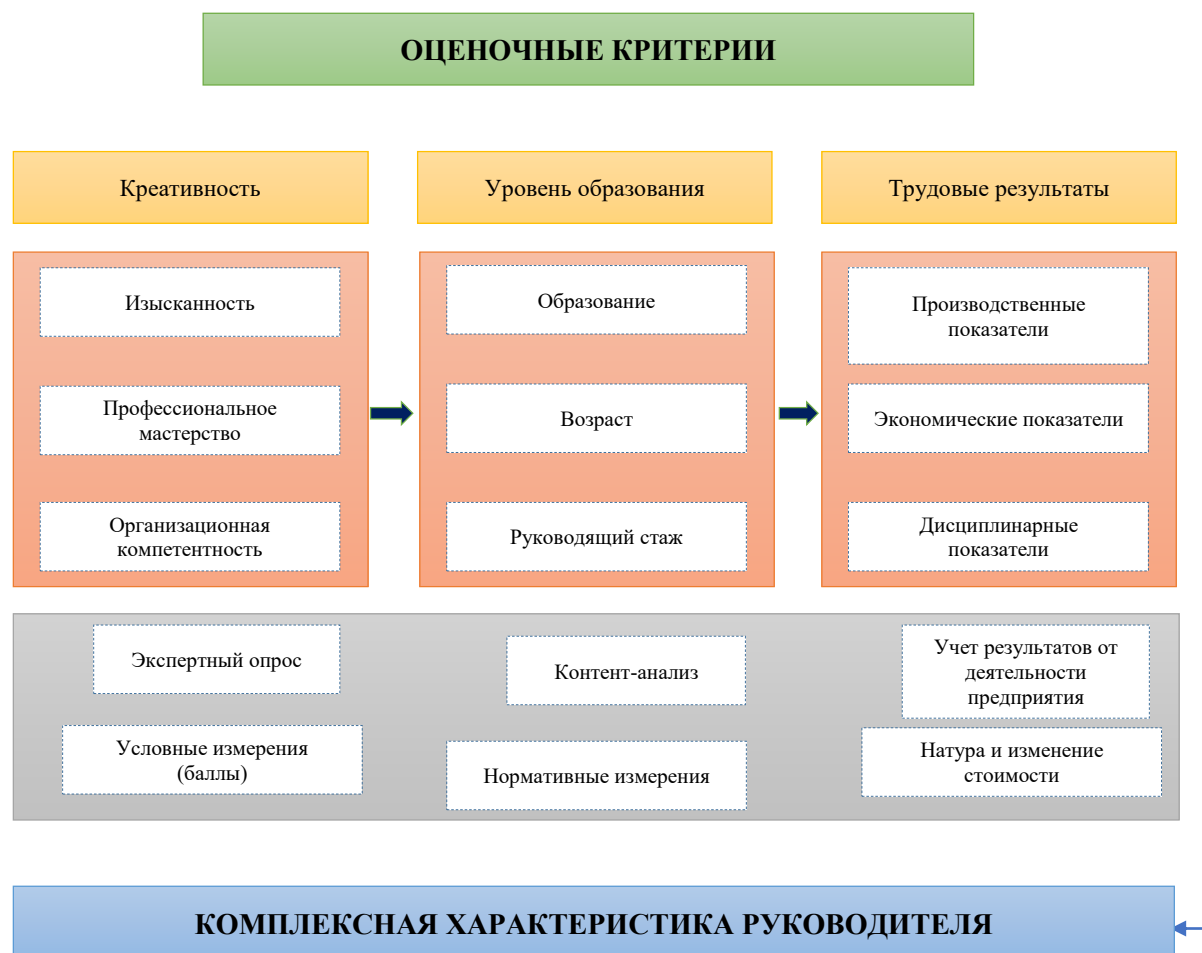 ОЦЕНОЧНЫЕ КРИТЕРИИ
Креативность
Уровень образования
Трудовые результаты
Изысканность
Образование
Производственные
показатели
Профессиональное
мастерство
Возраст
Экономические показатели
Организационная
компетентность
Руководящий стаж
Дисциплинарные
показатели
Экспертный опрос
Контент-анализ
Учет результатов от
деятельности
предприятия
Условные измерения
(баллы)
Нормативные измерения
Натура и изменение
стоимости
КОМПЛЕКСНАЯ ХАРАКТЕРИСТИКА РУКОВОДИТЕЛЯ